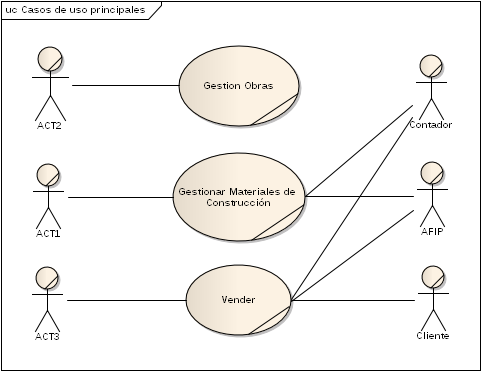 uc Casos de uso principales
ACT2
Gestion Obras
Contador
ACT1
Gestionar Materiales de
Construcción
AFIP
ACT3
Vender
Cliente